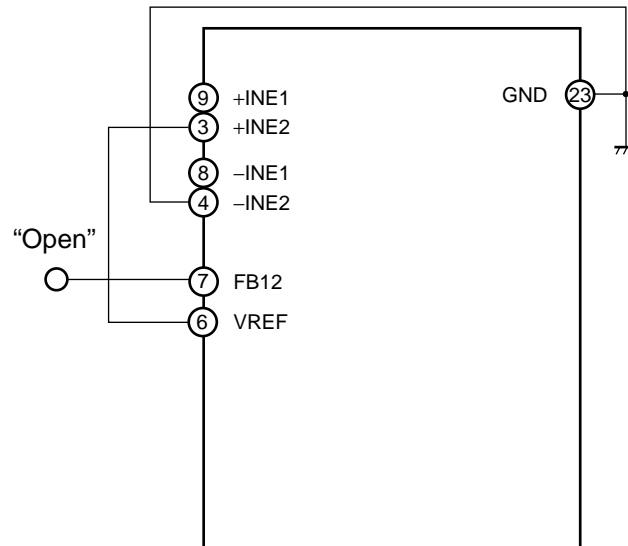 9 +INE1
GND 23
3 +INE2
8 −INE1
4 −INE2
“Open”
7 FB12
6 VREF